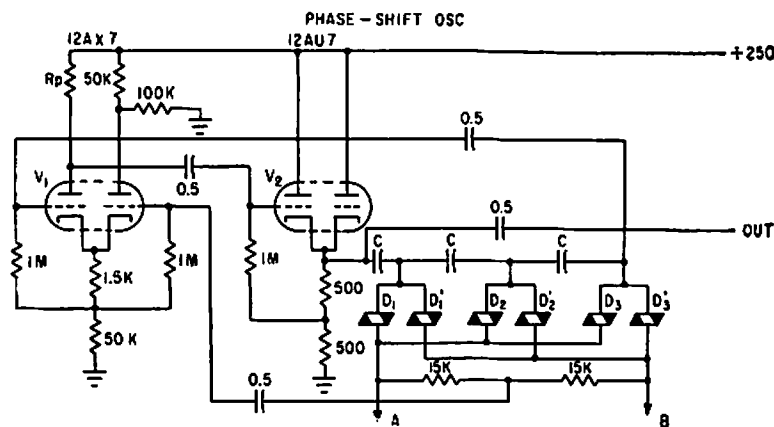 PHASE-SHIFT OSC
12AX7
12AU7
+250
Rp
50K
100K
0.5
V1
0.5
V2
0.5
OUT
C
C
C
1M
1M
1M
1.5K
500
D1
D1'
D2
D2'
D3
D3'
50K
500
15K
15K
0.5
A
B